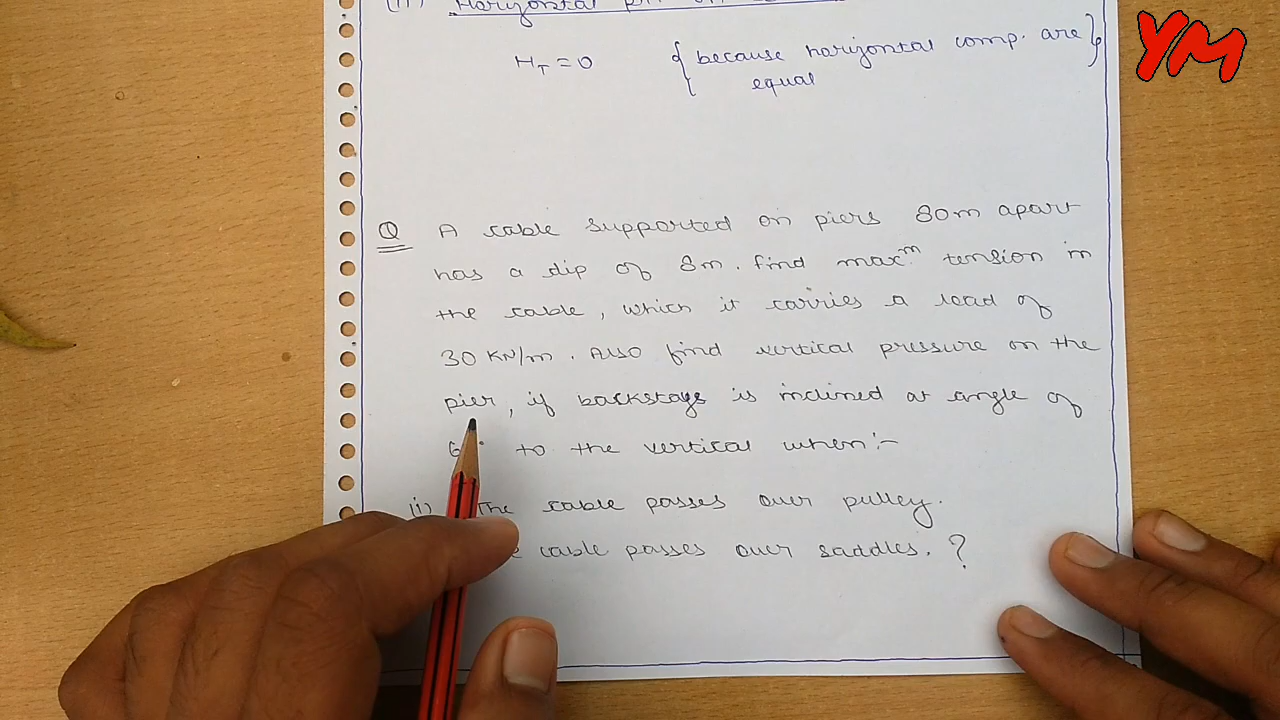 (ii) Horizontal
H_T = 0 { because horizontal comp. are
equal }
YM
Q A cable supported on piers 80m apart
has a dip of 8m. find maxᵐ tension in
the cable, which it carries a load of
30 KN/m. Also find vertical pressure on the
pier, if backstays is inclined at angle of
to the vertical when:-
(i) The cable passes over pulley.
cable passes over saddles. ?